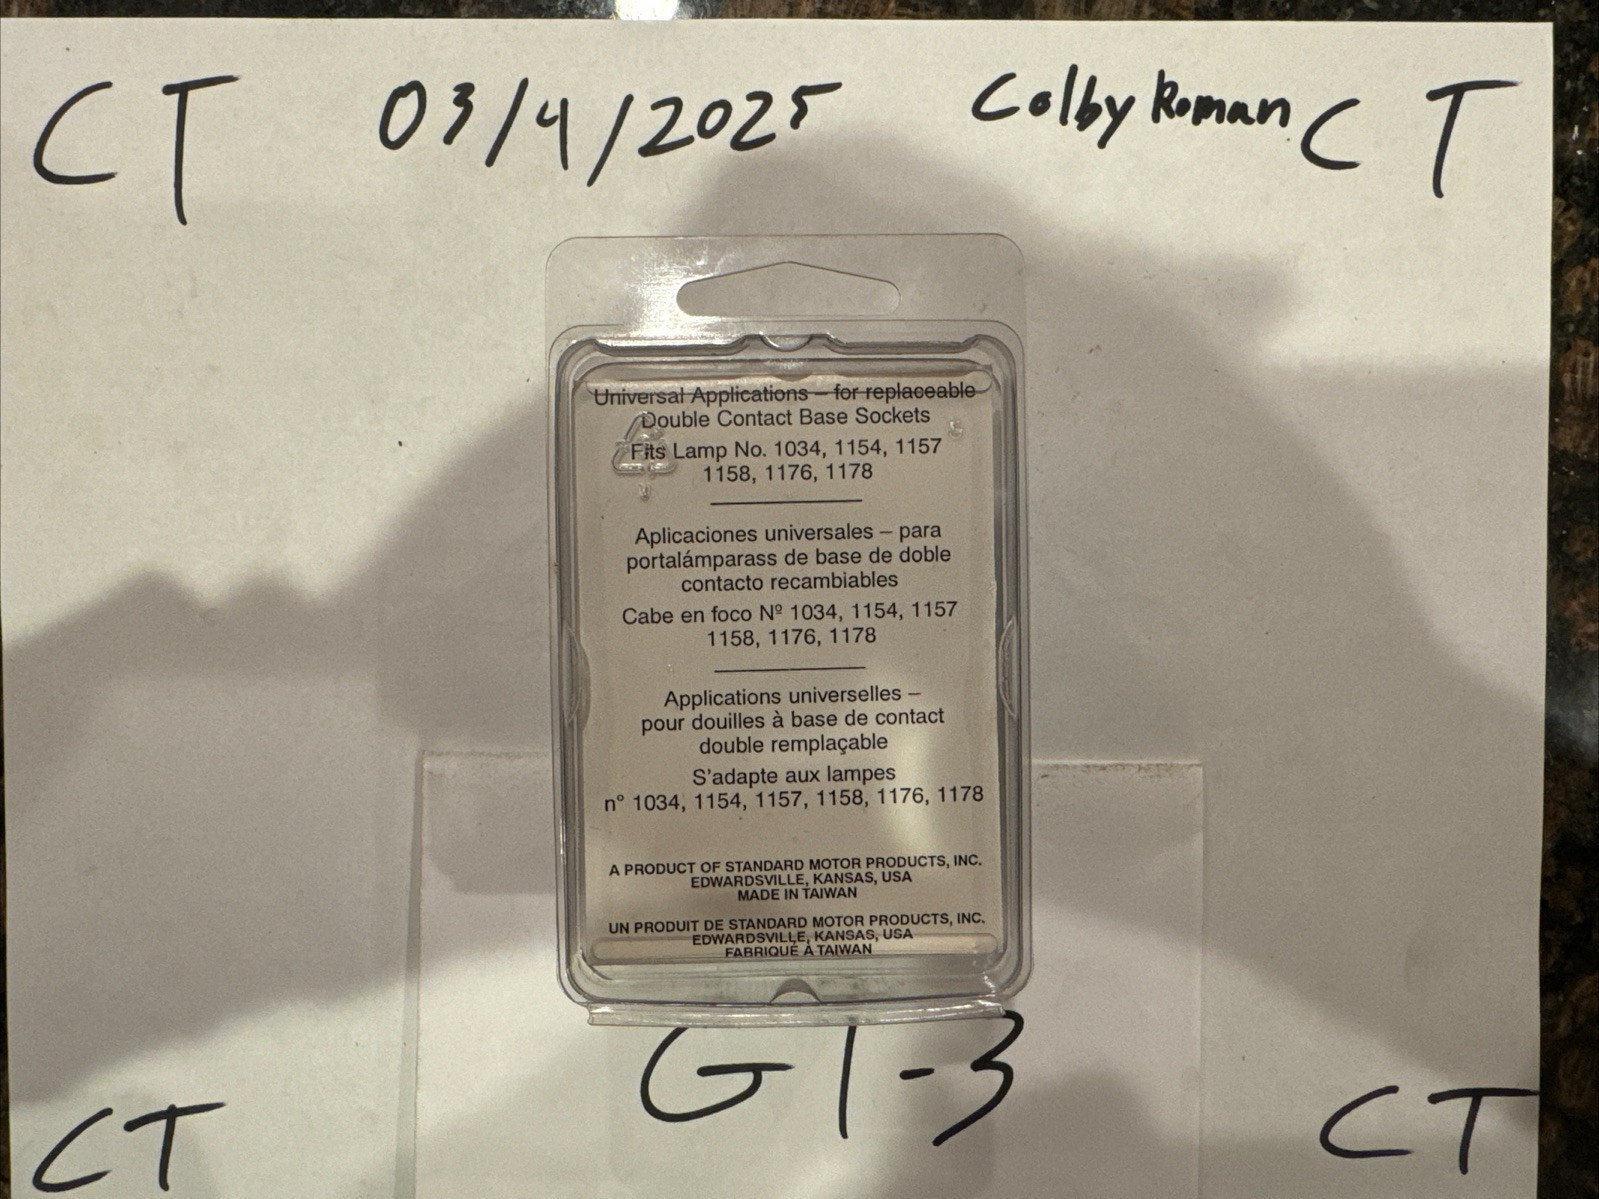 CT 03/4/2025 Colby Roman CT
Universal Applications – for replaceable
Double Contact Base Sockets
Fits Lamp No. 1034, 1154, 1157
1158, 1176, 1178
Aplicaciones universales – para
portalámparass de base de doble
contacto recambiables
Cabe en foco Nº 1034, 1154, 1157
1158, 1176, 1178
Applications universelles –
pour douilles à base de contact
double remplaçable
S'adapte aux lampes
n° 1034, 1154, 1157, 1158, 1176, 1178
A PRODUCT OF STANDARD MOTOR PRODUCTS, INC.
EDWARDSVILLE, KANSAS, USA
MADE IN TAIWAN
UN PRODUIT DE STANDARD MOTOR PRODUCTS, INC.
EDWARDSVILLE, KANSAS, USA
FABRIQUÉ À TAIWAN
G1-3
CT CT